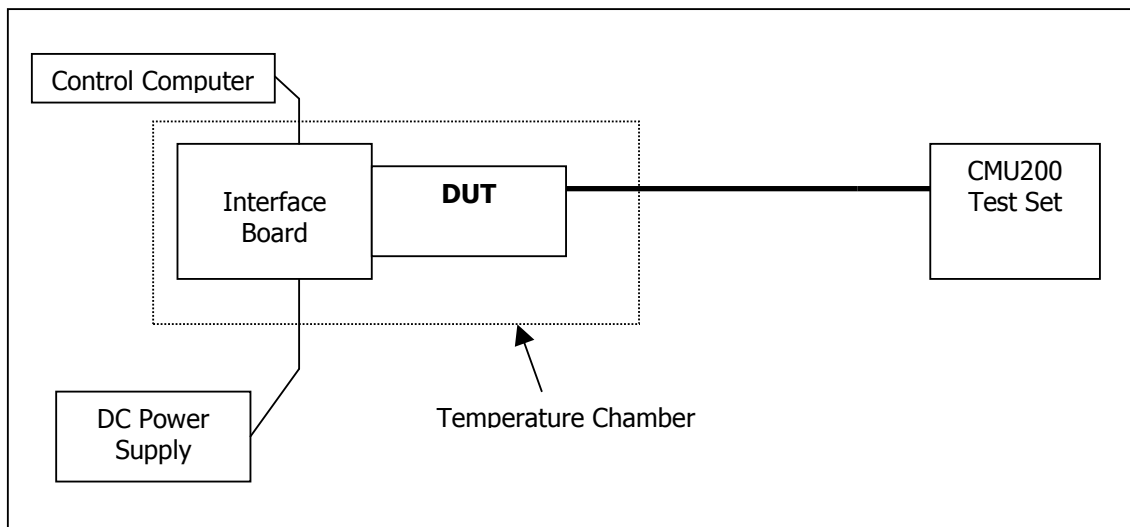 Control Computer
Interface
Board
DUT
CMU200
Test Set
DC Power
Supply
Temperature Chamber